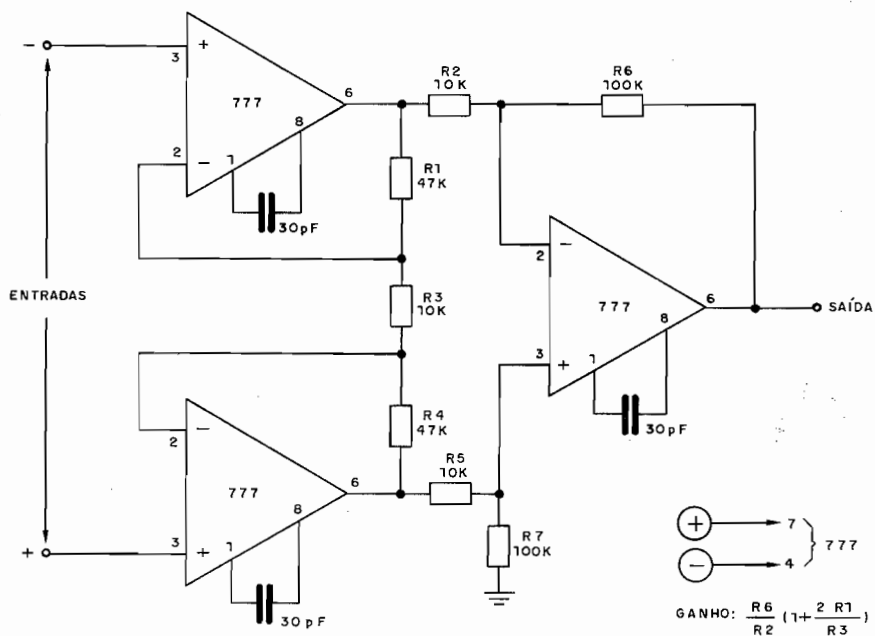 −
+
3
777
6
8
2
−
1
30pF
R2
10K
R6
100K
R1
47K
ENTRADAS
R3
10K
−
2
777
6
8
3
+
1
30pF
SAÍDA
R4
47K
2
−
777
6
8
+
3
+
1
30pF
R5
10K
R7
100K
+ 7
− 4
777
GANHO: R6/R2 (1+ 2 R1/R3)